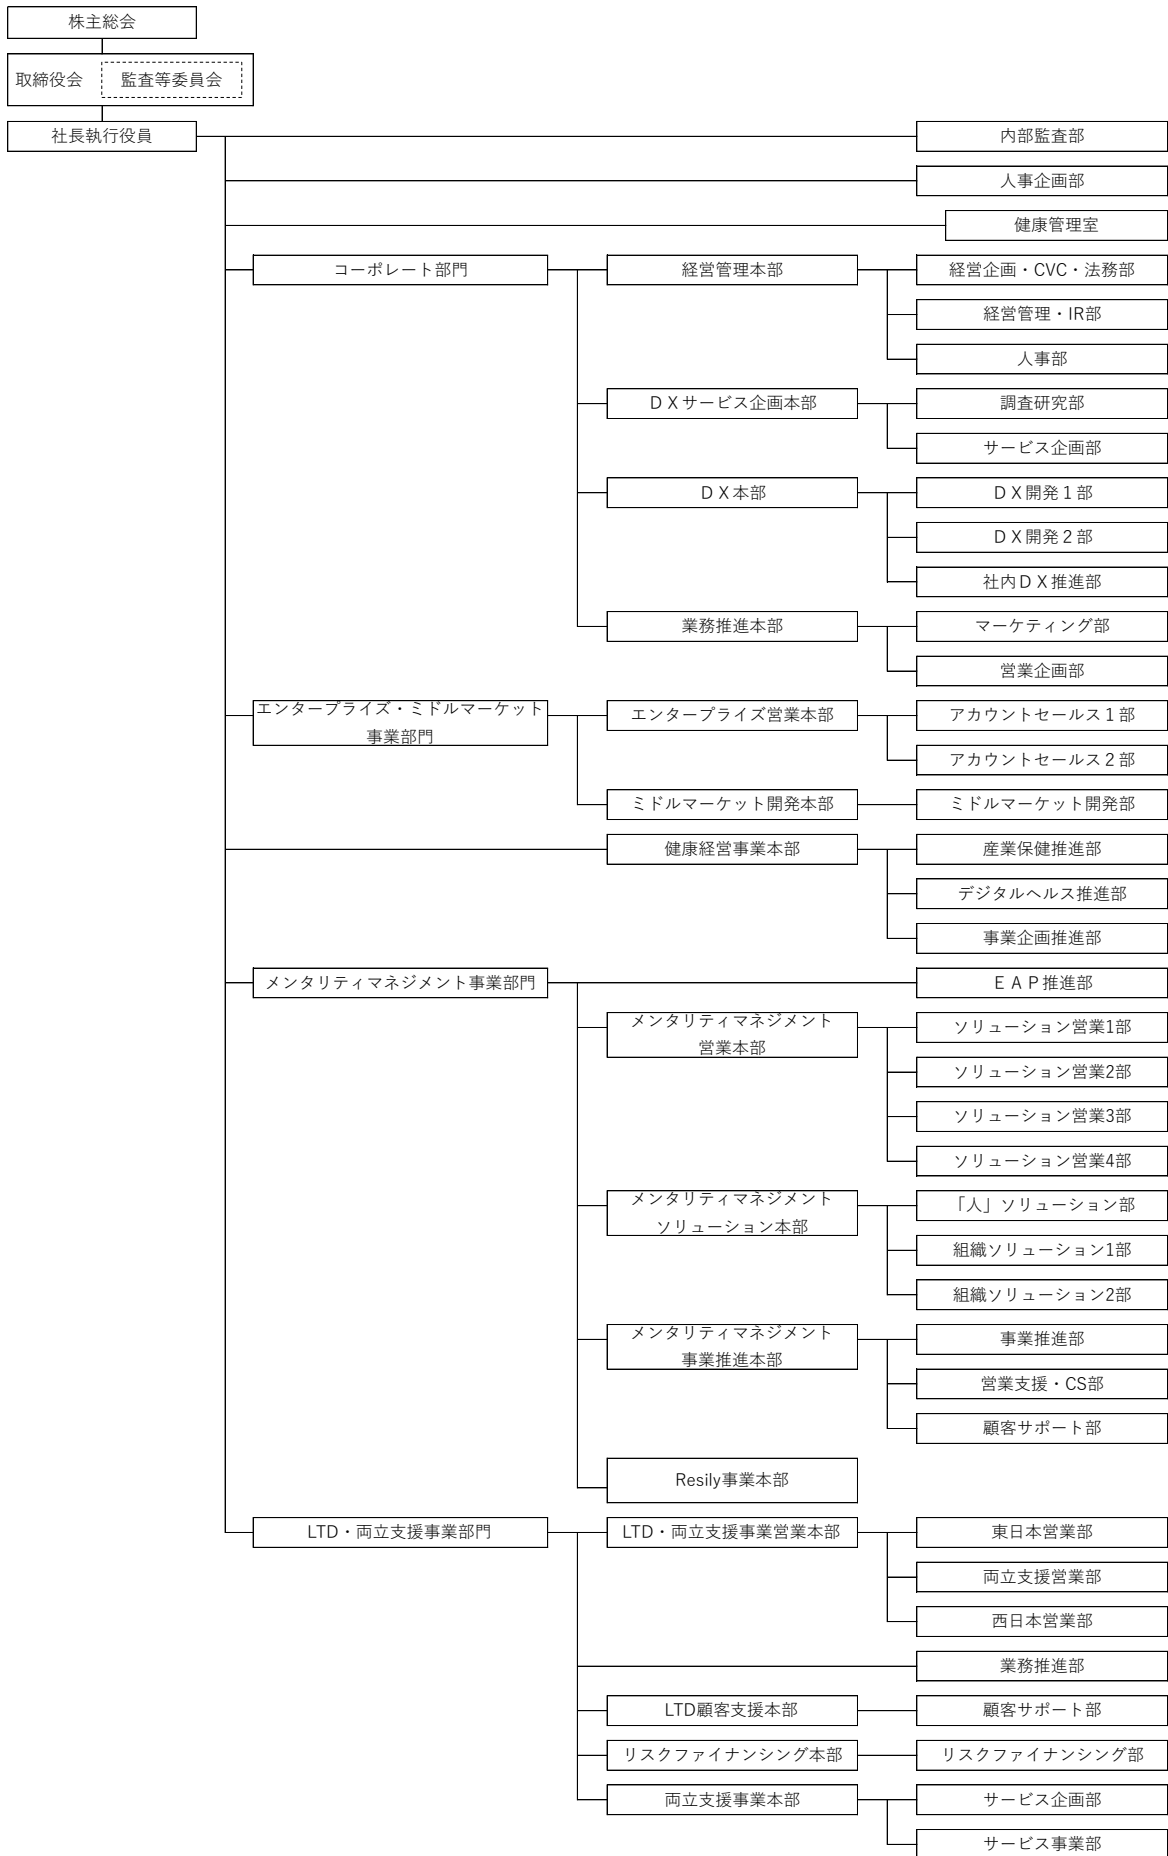 株主総会
取締役会 監査等委員会
社長執行役員 内部監査部
人事企画部
健康管理室
コーポレート部門 経営管理本部 経営企画・CVC・法務部
経営管理・IR部
人事部
ＤＸサービス企画本部 調査研究部
サービス企画部
ＤＸ本部 ＤＸ開発１部
ＤＸ開発２部
社内ＤＸ推進部
業務推進本部 マーケティング部
営業企画部
エンタープライズ・ミドルマーケット
事業部門
エンタープライズ営業本部 アカウントセールス１部
アカウントセールス２部
ミドルマーケット開発本部 ミドルマーケット開発部
健康経営事業本部 産業保健推進部
デジタルヘルス推進部
事業企画推進部
メンタリティマネジメント事業部門 ＥＡＰ推進部
メンタリティマネジメント
営業本部
ソリューション営業1部
ソリューション営業2部
ソリューション営業3部
ソリューション営業4部
メンタリティマネジメント
ソリューション本部
「人」ソリューション部
組織ソリューション1部
組織ソリューション2部
メンタリティマネジメント
事業推進本部
事業推進部
営業支援・CS部
顧客サポート部
Resily事業本部
LTD・両立支援事業部門 LTD・両立支援事業営業本部 東日本営業部
両立支援営業部
西日本営業部
業務推進部
LTD顧客支援本部 顧客サポート部
リスクファイナンシング本部 リスクファイナンシング部
両立支援事業本部 サービス企画部
サービス事業部